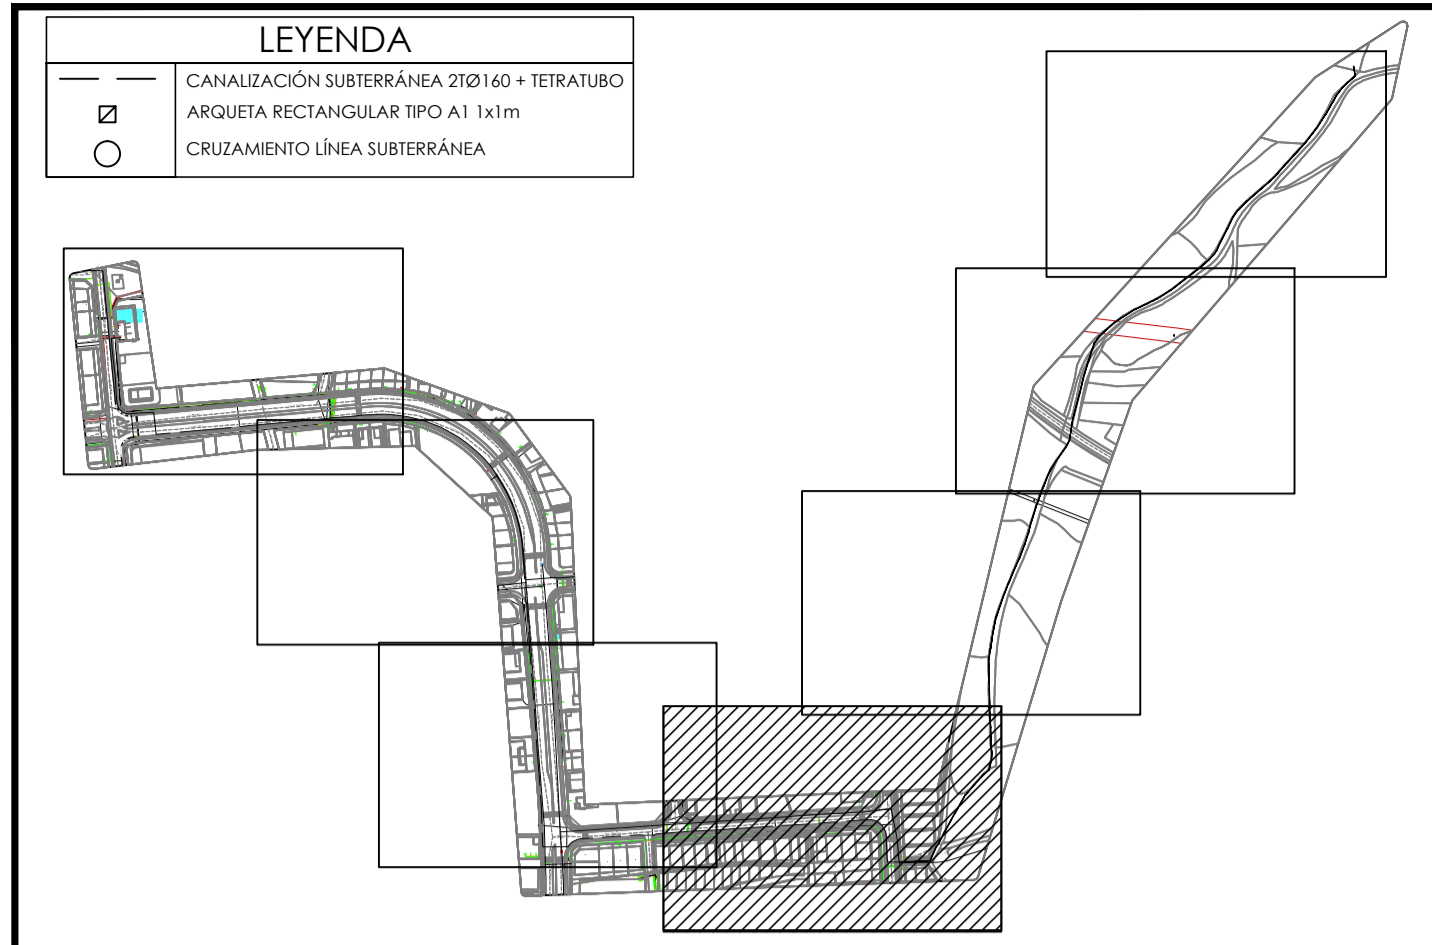 LEYENDA
CANALIZACIÓN SUBTERRÁNEA 2TØ160 + TETRATUBO
ARQUETA RECTANGULAR TIPO A1 1x1m
CRUZAMIENTO LÍNEA SUBTERRÁNEA